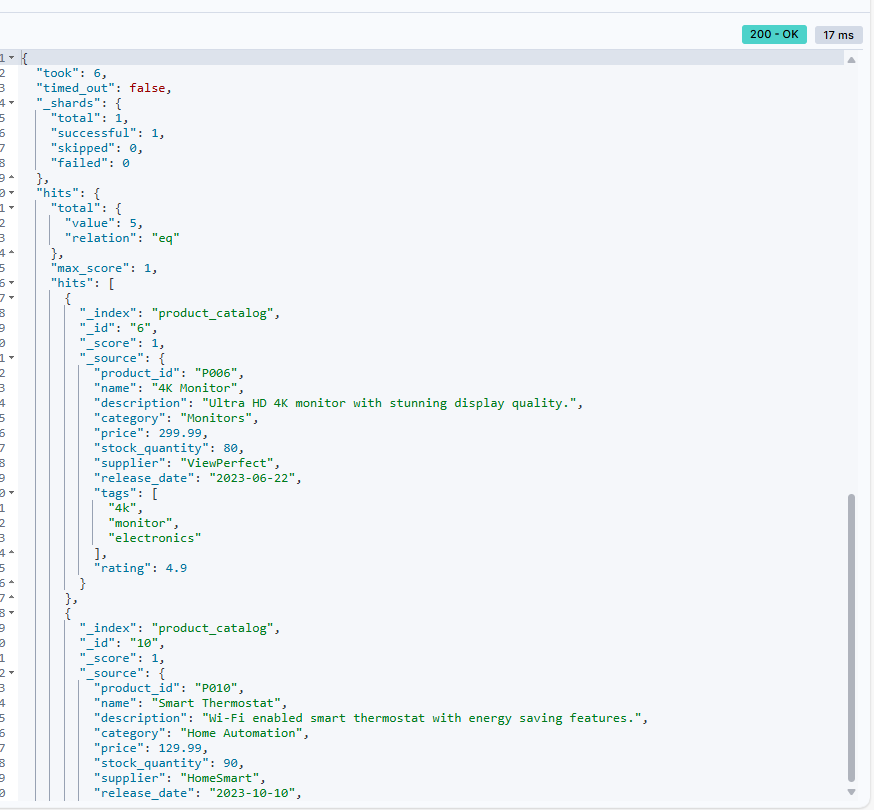 200 - OK 17 ms
1 {
2 "took": 6,
3 "timed_out": false,
4 "_shards": {
5 "total": 1,
6 "successful": 1,
7 "skipped": 0,
8 "failed": 0
9 },
0 "hits": {
1 "total": {
2 "value": 5,
3 "relation": "eq"
4 },
5 "max_score": 1,
6 "hits": [
7 {
8 "_index": "product_catalog",
9 "_id": "6",
0 "_score": 1,
1 "_source": {
2 "product_id": "P006",
3 "name": "4K Monitor",
4 "description": "Ultra HD 4K monitor with stunning display quality.",
5 "category": "Monitors",
6 "price": 299.99,
7 "stock_quantity": 80,
8 "supplier": "ViewPerfect",
9 "release_date": "2023-06-22",
0 "tags": [
1 "4k",
2 "monitor",
3 "electronics"
4 ],
5 "rating": 4.9
6 }
7 },
8 {
9 "_index": "product_catalog",
0 "_id": "10",
1 "_score": 1,
2 "_source": {
3 "product_id": "P010",
4 "name": "Smart Thermostat",
5 "description": "Wi-Fi enabled smart thermostat with energy saving features.",
6 "category": "Home Automation",
7 "price": 129.99,
8 "stock_quantity": 90,
9 "supplier": "HomeSmart",
0 "release_date": "2023-10-10",